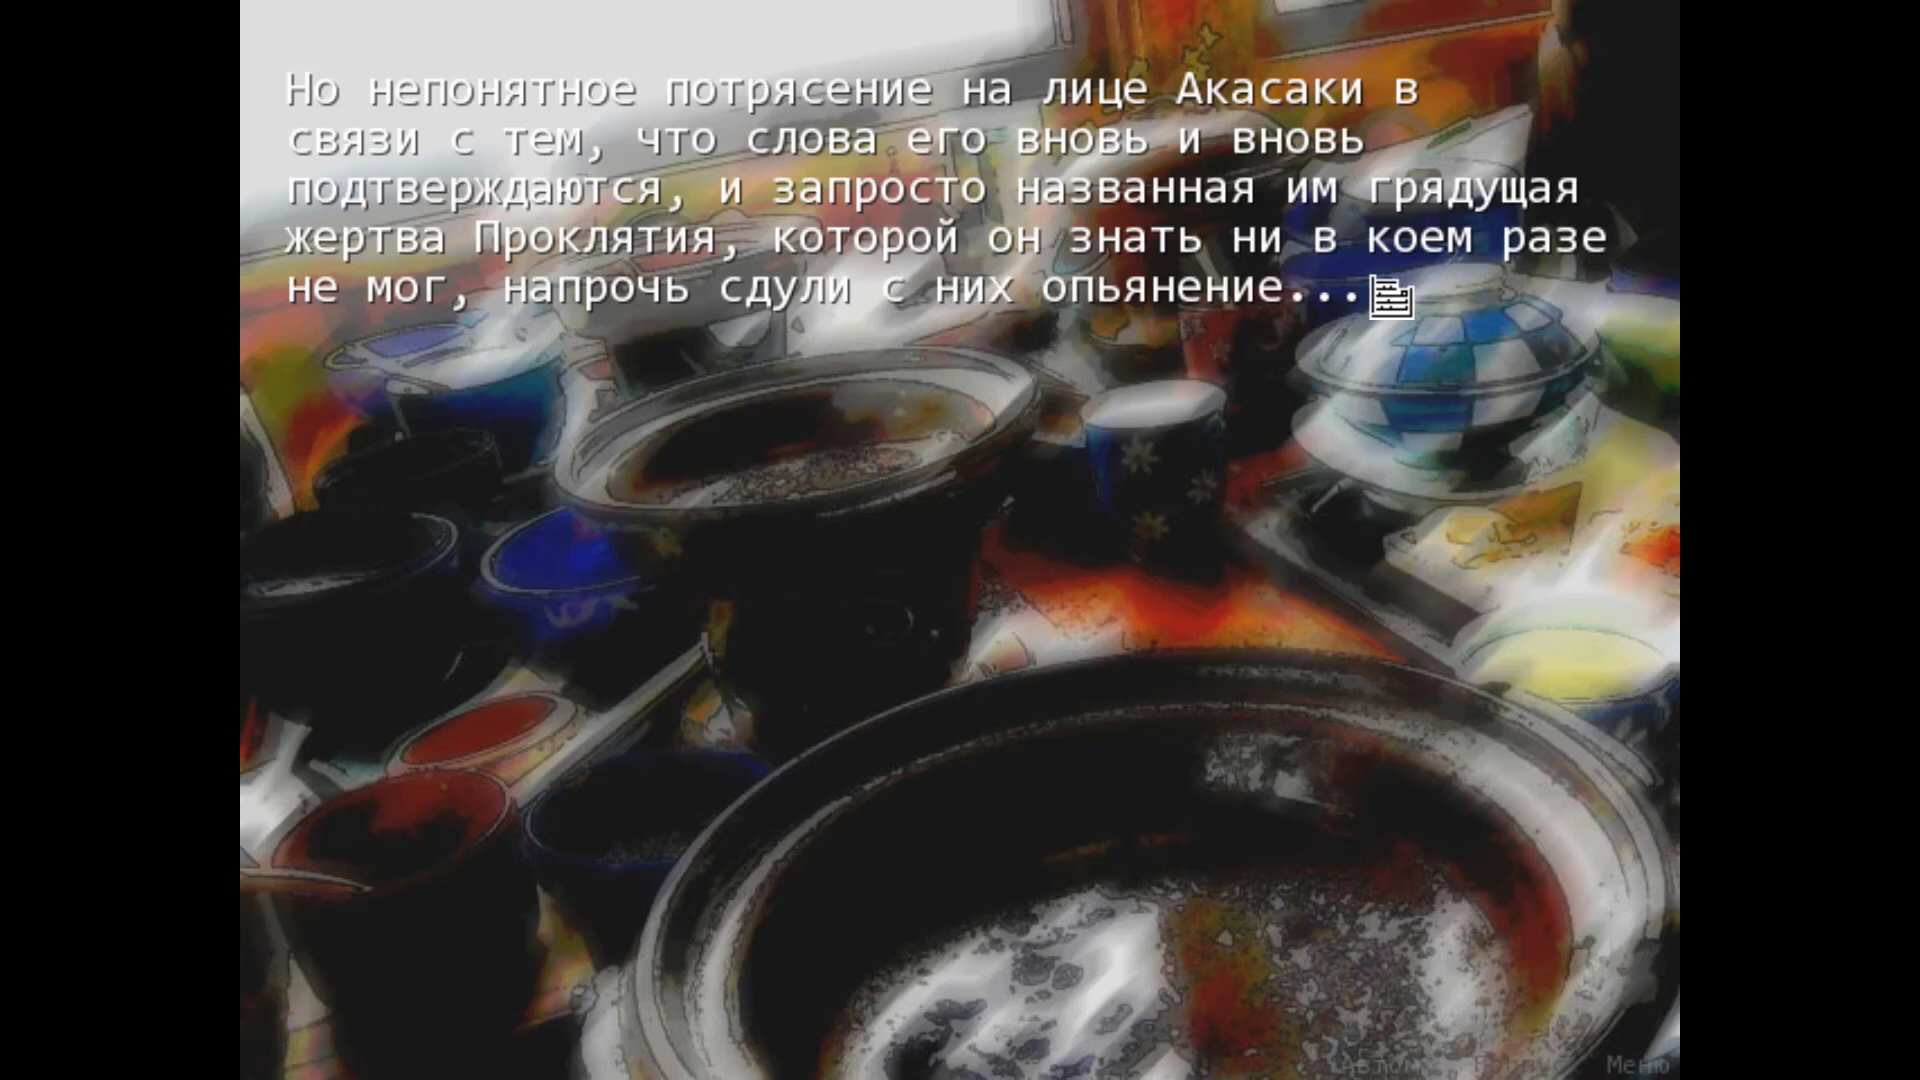 Но непонятное потрясение на лице Акасаки в
связи с тем, что слова его вновь и вновь
подтверждаются, и запросто названная им грядущая
жертва Проклятия, которой он знать ни в коем разе
не мог, напрочь сдули с них опьянение...
Меню